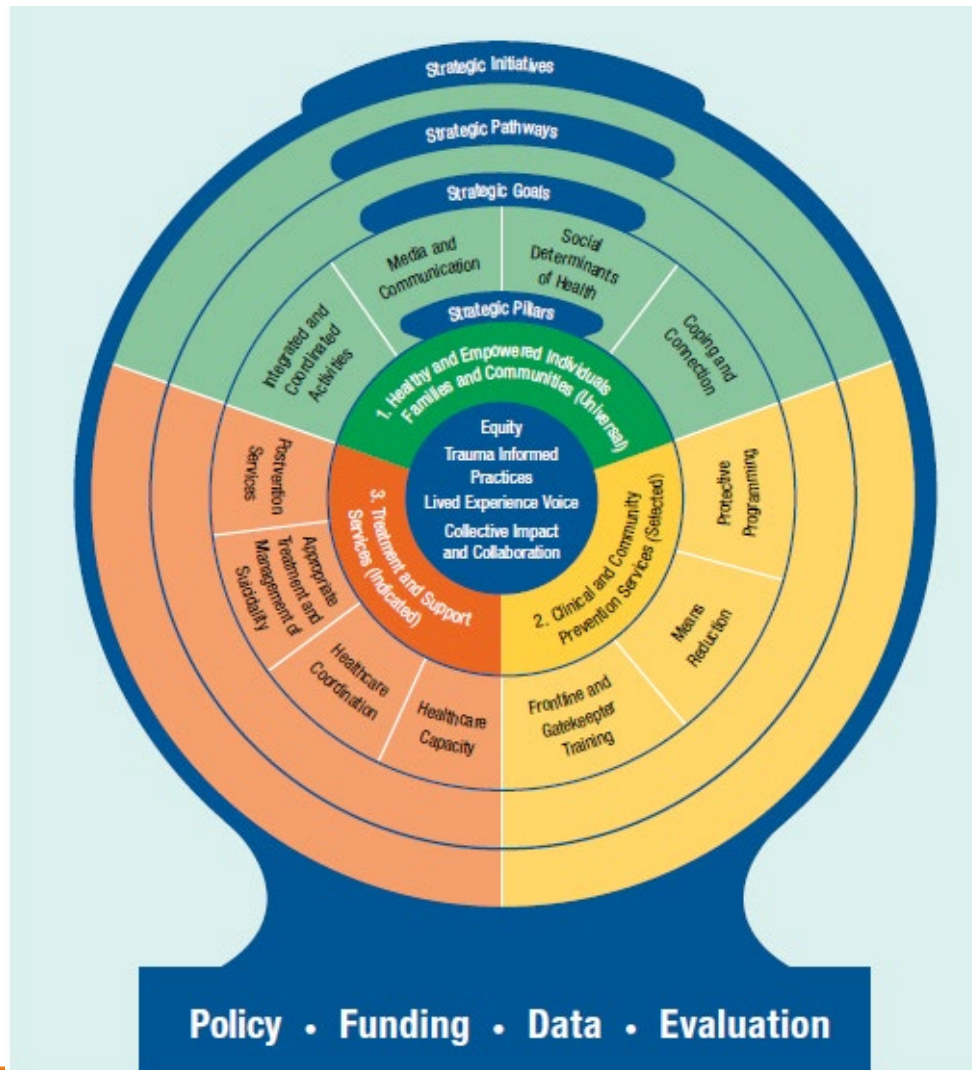 Strategic Initiatives
Strategic Pathways
Strategic Goals
Media and
Communication
Social
Determinants
of Health
Integrated and
Coordinated
Activities
Coping and
Connection
Strategic Pillars
1. Healthy and Empowered Individuals
Families and Communities (Universal)
Equity
Trauma Informed
Practices
Lived Experience Voice
Collective Impact
and Collaboration
Protective
Programming
Means
Reduction
Frontline and
Gatekeeper
Training
2. Clinical and Community
Prevention Services (Selected)
3. Treatment and Support
Services (Indicated)
Postvention
Services
Appropriate
Treatment and
Management of
Suicidality
Healthcare
Coordination
Healthcare
Capacity
Policy • Funding • Data • Evaluation